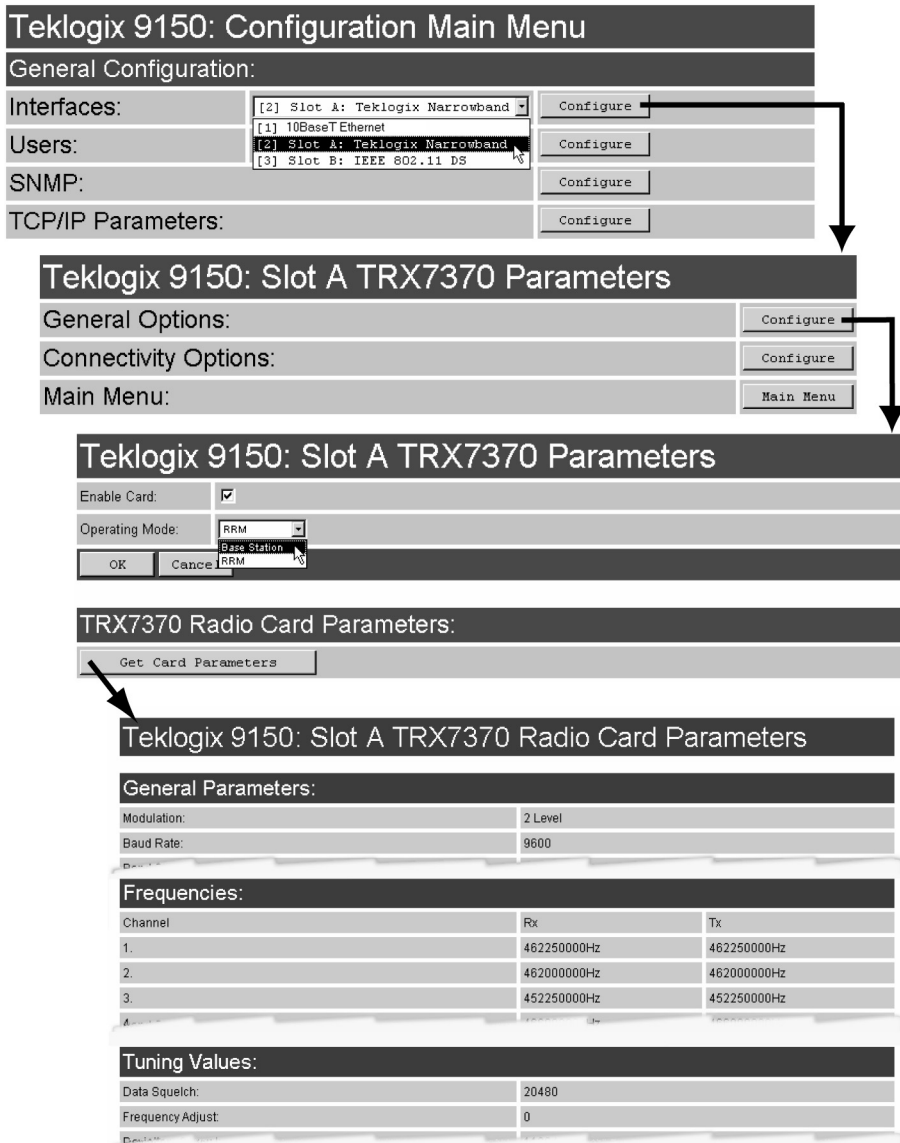 Teklogix 9150: Configuration Main Menu
General Configuration:
Interfaces: [2] Slot A: Teklogix Narrowband Configure
[1] 10BaseT Ethernet
Users: [2] Slot A: Teklogix Narrowband Configure
[3] Slot B: IEEE 802.11 DS
SNMP: Configure
TCP/IP Parameters: Configure
Teklogix 9150: Slot A TRX7370 Parameters
General Options: Configure
Connectivity Options: Configure
Main Menu: Main Menu
Teklogix 9150: Slot A TRX7370 Parameters
Enable Card:
Operating Mode: RRM
Base Station
OK Cancel RRM
TRX7370 Radio Card Parameters:
Get Card Parameters
Teklogix 9150: Slot A TRX7370 Radio Card Parameters
General Parameters:
Modulation: 2 Level
Baud Rate: 9600
Frequencies:
Channel Rx Tx
1. 462250000Hz 462250000Hz
2. 462000000Hz 462000000Hz
3. 452250000Hz 452250000Hz
Tuning Values:
Data Squelch: 20480
Frequency Adjust: 0